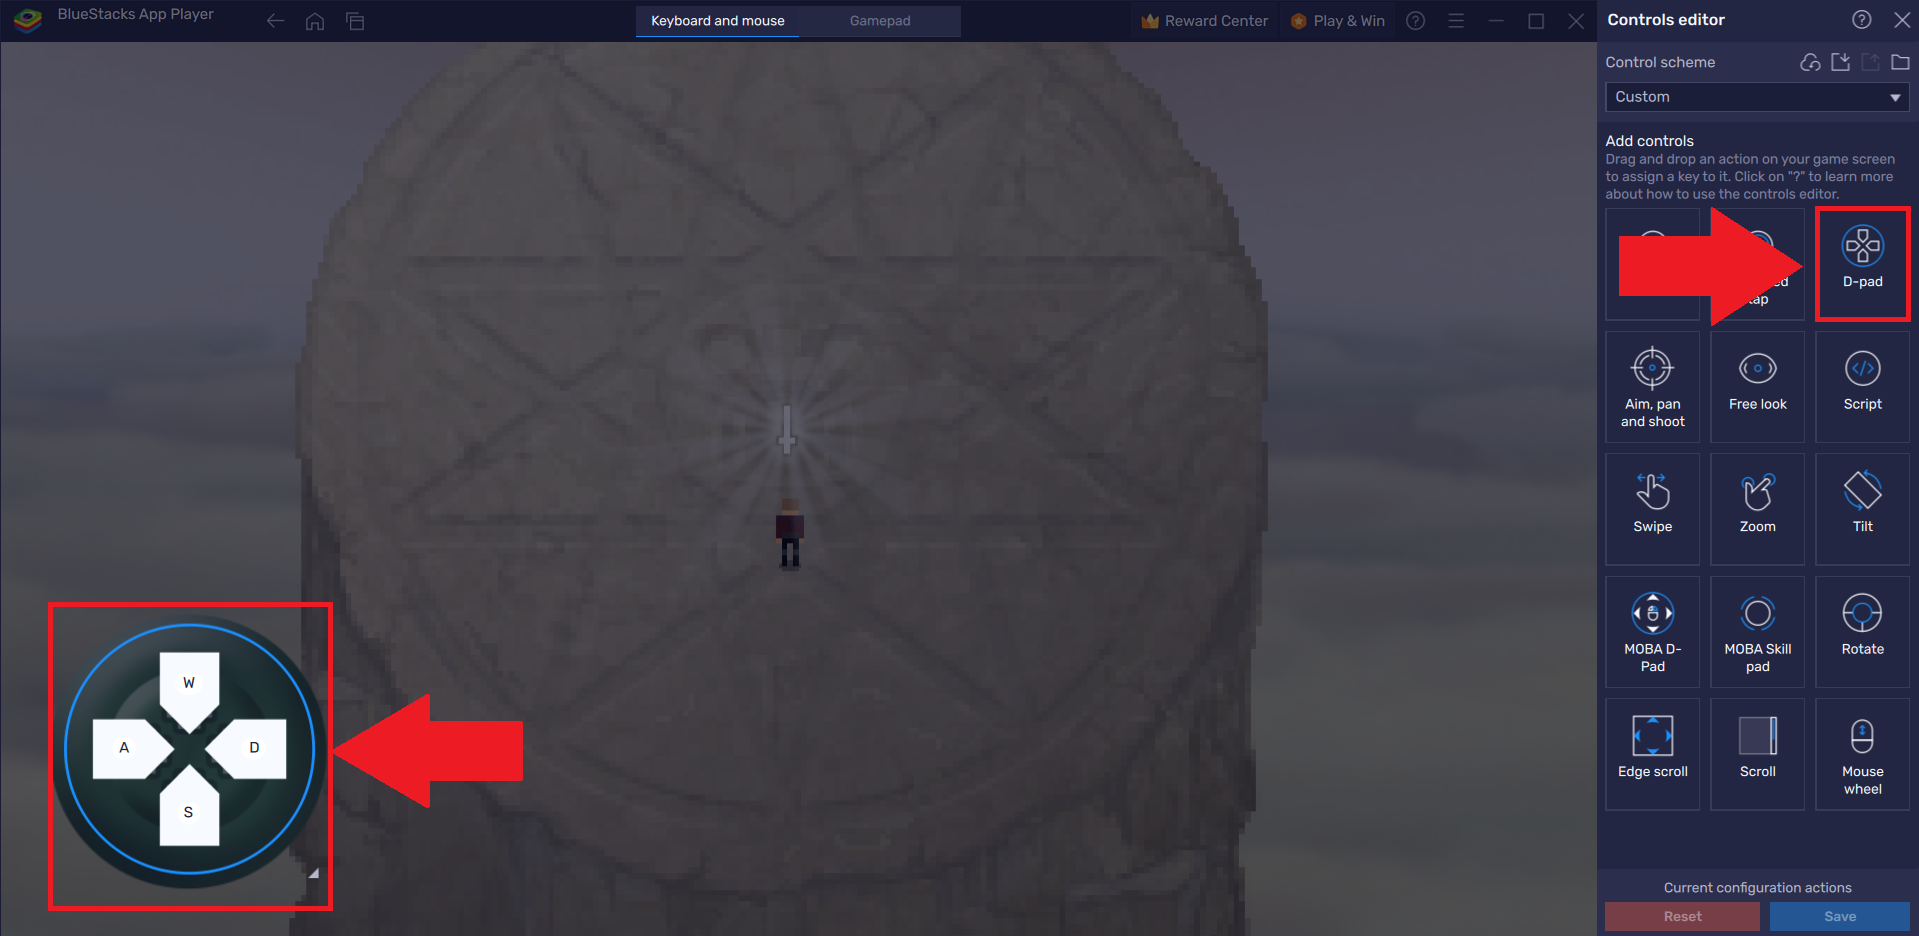 BlueStacks App Player
Keyboard and mouse
Gamepad
Reward Center
Play & Win
Controls editor
Control scheme
Custom
Add controls
Drag and drop an action on your game screen
to assign a key to it. Click on "?" to learn more
about how to use the controls editor.
D-pad
Aim, pan
and shoot
Free look
Script
Swipe
Zoom
Tilt
MOBA D-
Pad
MOBA Skill
pad
Rotate
Edge scroll
Scroll
Mouse
wheel
W
A
D
S
Current configuration actions
Reset
Save